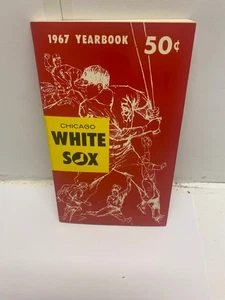 1967 YEARBOOK 50¢
CHICAGO
WHITE
SOX